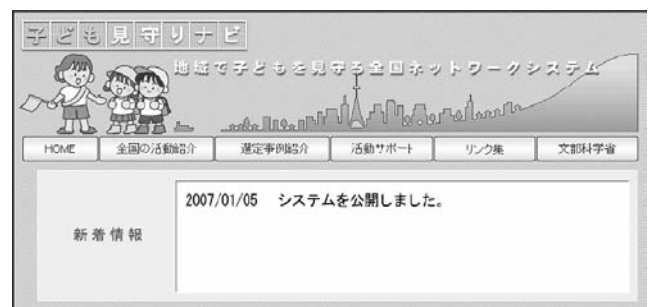 子ども見守りナビ
地域で子どもを見守る全国ネットワークシステム
HOME 全国の活動紹介 選定事例紹介 活動サポート リンク集 文部科学省
新着情報
2007/01/05 システムを公開しました。